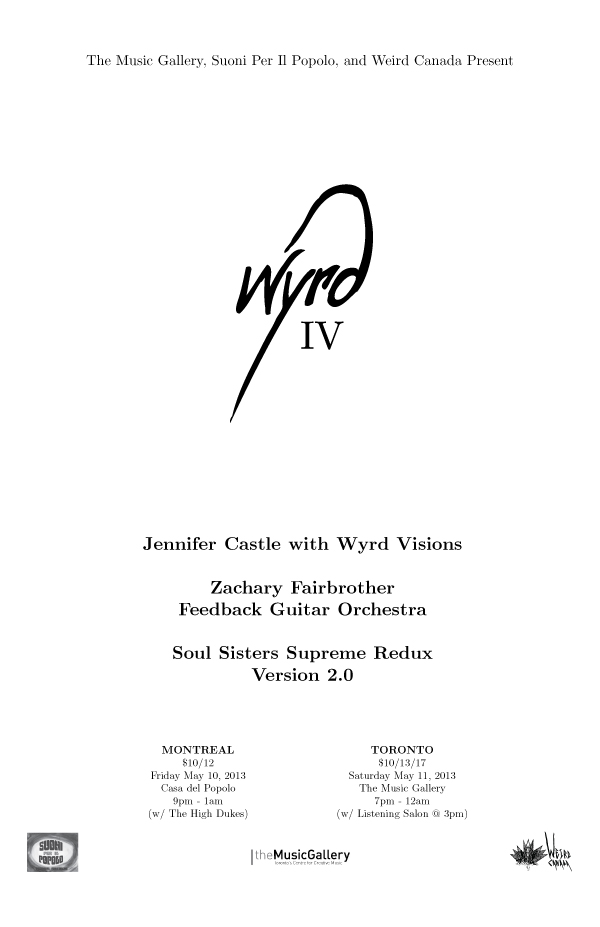 The Music Gallery, Suoni Per Il Popolo, and Weird Canada Present
Wyrd
IV
Jennifer Castle with Wyrd Visions
Zachary Fairbrother
Feedback Guitar Orchestra
Soul Sisters Supreme Redux
Version 2.0
MONTREAL
$10/12
Friday May 10, 2013
Casa del Popolo
9pm - 1am
(w/ The High Dukes)
TORONTO
$10/13/17
Saturday May 11, 2013
The Music Gallery
7pm - 12am
(w/ Listening Salon @ 3pm)
SUONI
PER IL
POPOLO
theMusicGallery
Toronto's Centre for Creative Music
WEIRD
CANADA